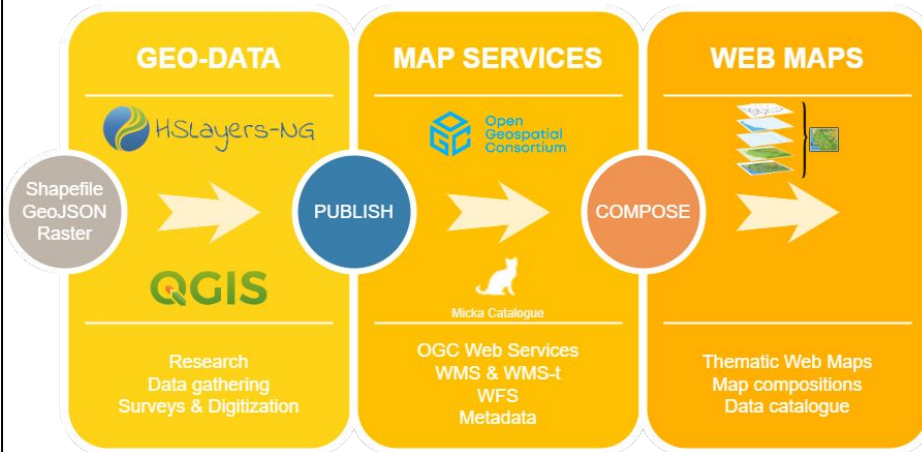 GEO-DATA
HSLayers-NG
Shapefile
GeoJSON
Raster
QGIS
Research
Data gathering
Surveys & Digitization
PUBLISH
MAP SERVICES
Open
Geospatial
Consortium
Micka Catalogue
OGC Web Services
WMS & WMS-t
WFS
Metadata
COMPOSE
WEB MAPS
Thematic Web Maps
Map compositions
Data catalogue